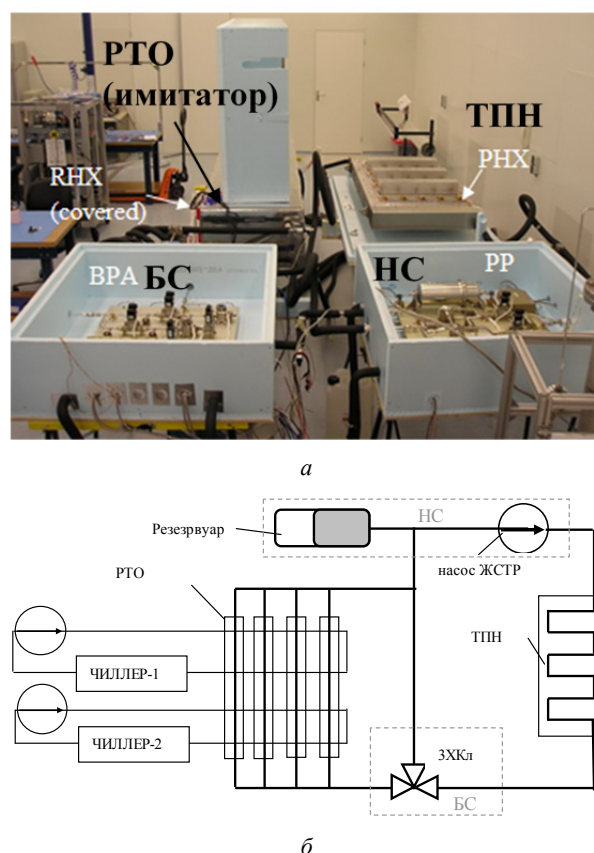 РТО
(имитатор)
ТПН
RHX
(covered)
PHX
BPA БС
НС PP
а
НС
Резезрвуар
насос ЖСТР
РТО
ТПН
ЧИЛЛЕР-1
ЧИЛЛЕР-2
3ХКл
БС
б